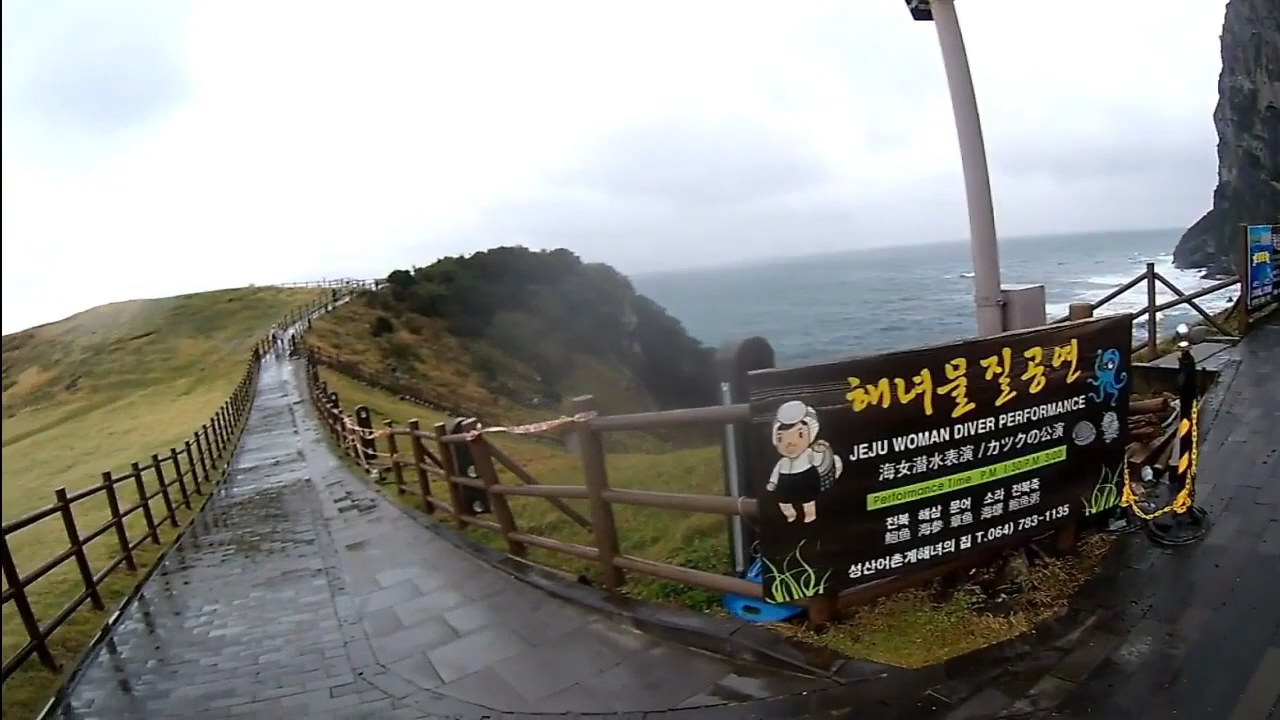 해녀물질공연
JEJU WOMAN DIVER PERFORMANCE
海女潜水表演 / カツクの公演
Performance Time P.M 1:30/P.M 3:00
전복 해삼 문어 소라 전복죽
鮑魚 海參 章魚 海螺 鮑魚粥
성산어촌계해녀의 집 T.064) 783-1135